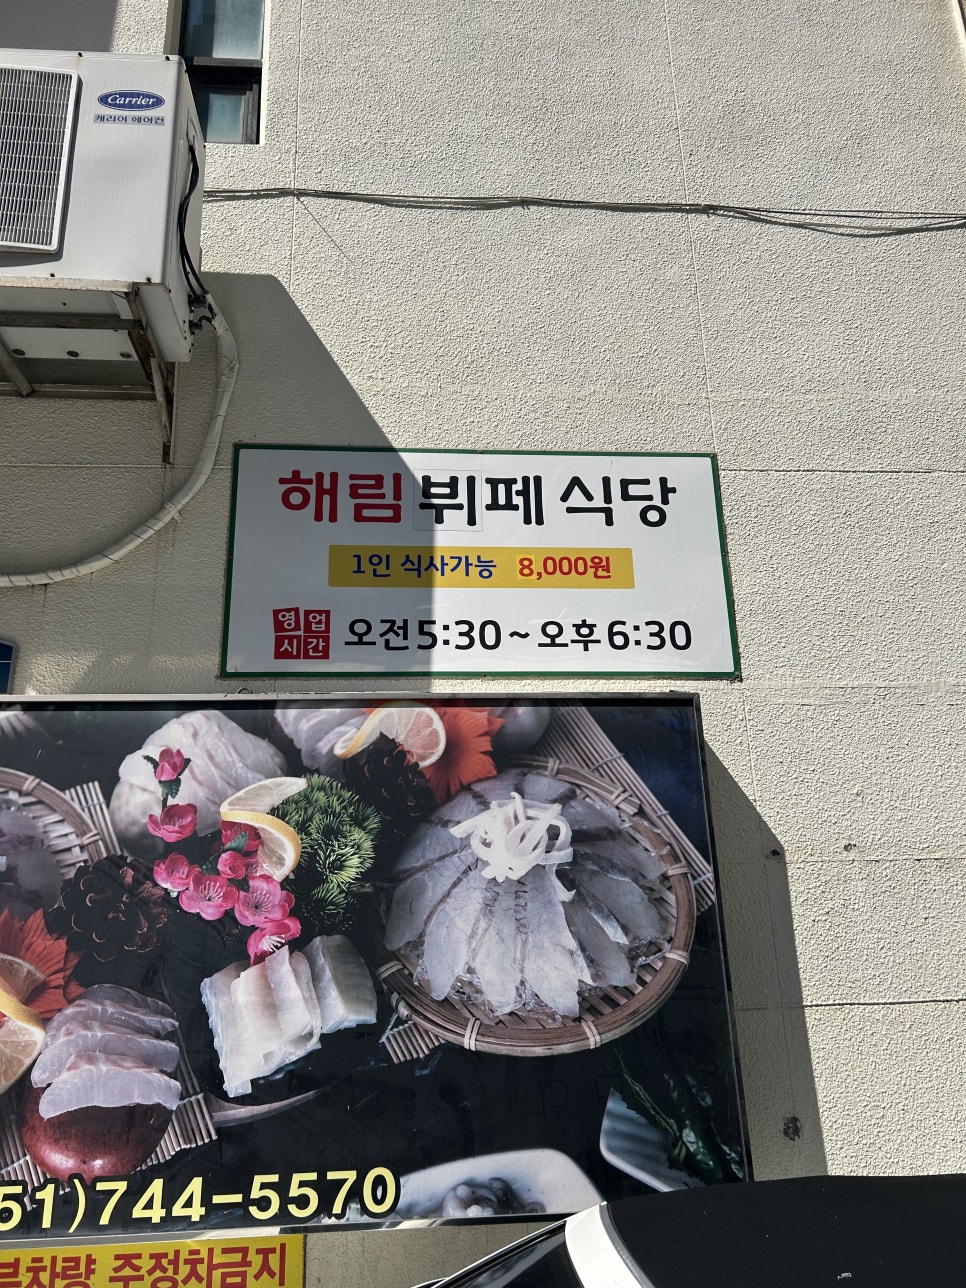 Carrier
캐리어 에어컨
해림 뷔페 식당
1인 식사가능 8,000원
영업시간 오전 5:30 ~ 오후 6:30
51)744-5570
주정차금지